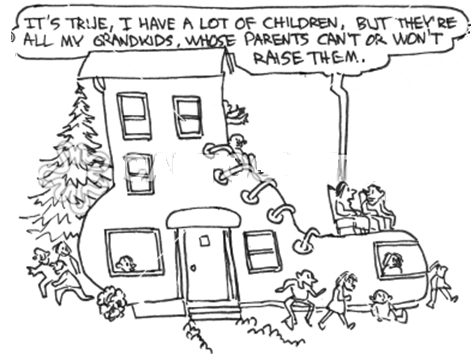 IT'S TRUE, I HAVE A LOT OF CHILDREN, BUT THEY'RE
ALL MY GRANDKIDS, WHOSE PARENTS CAN'T OR WON'T
RAISE THEM.